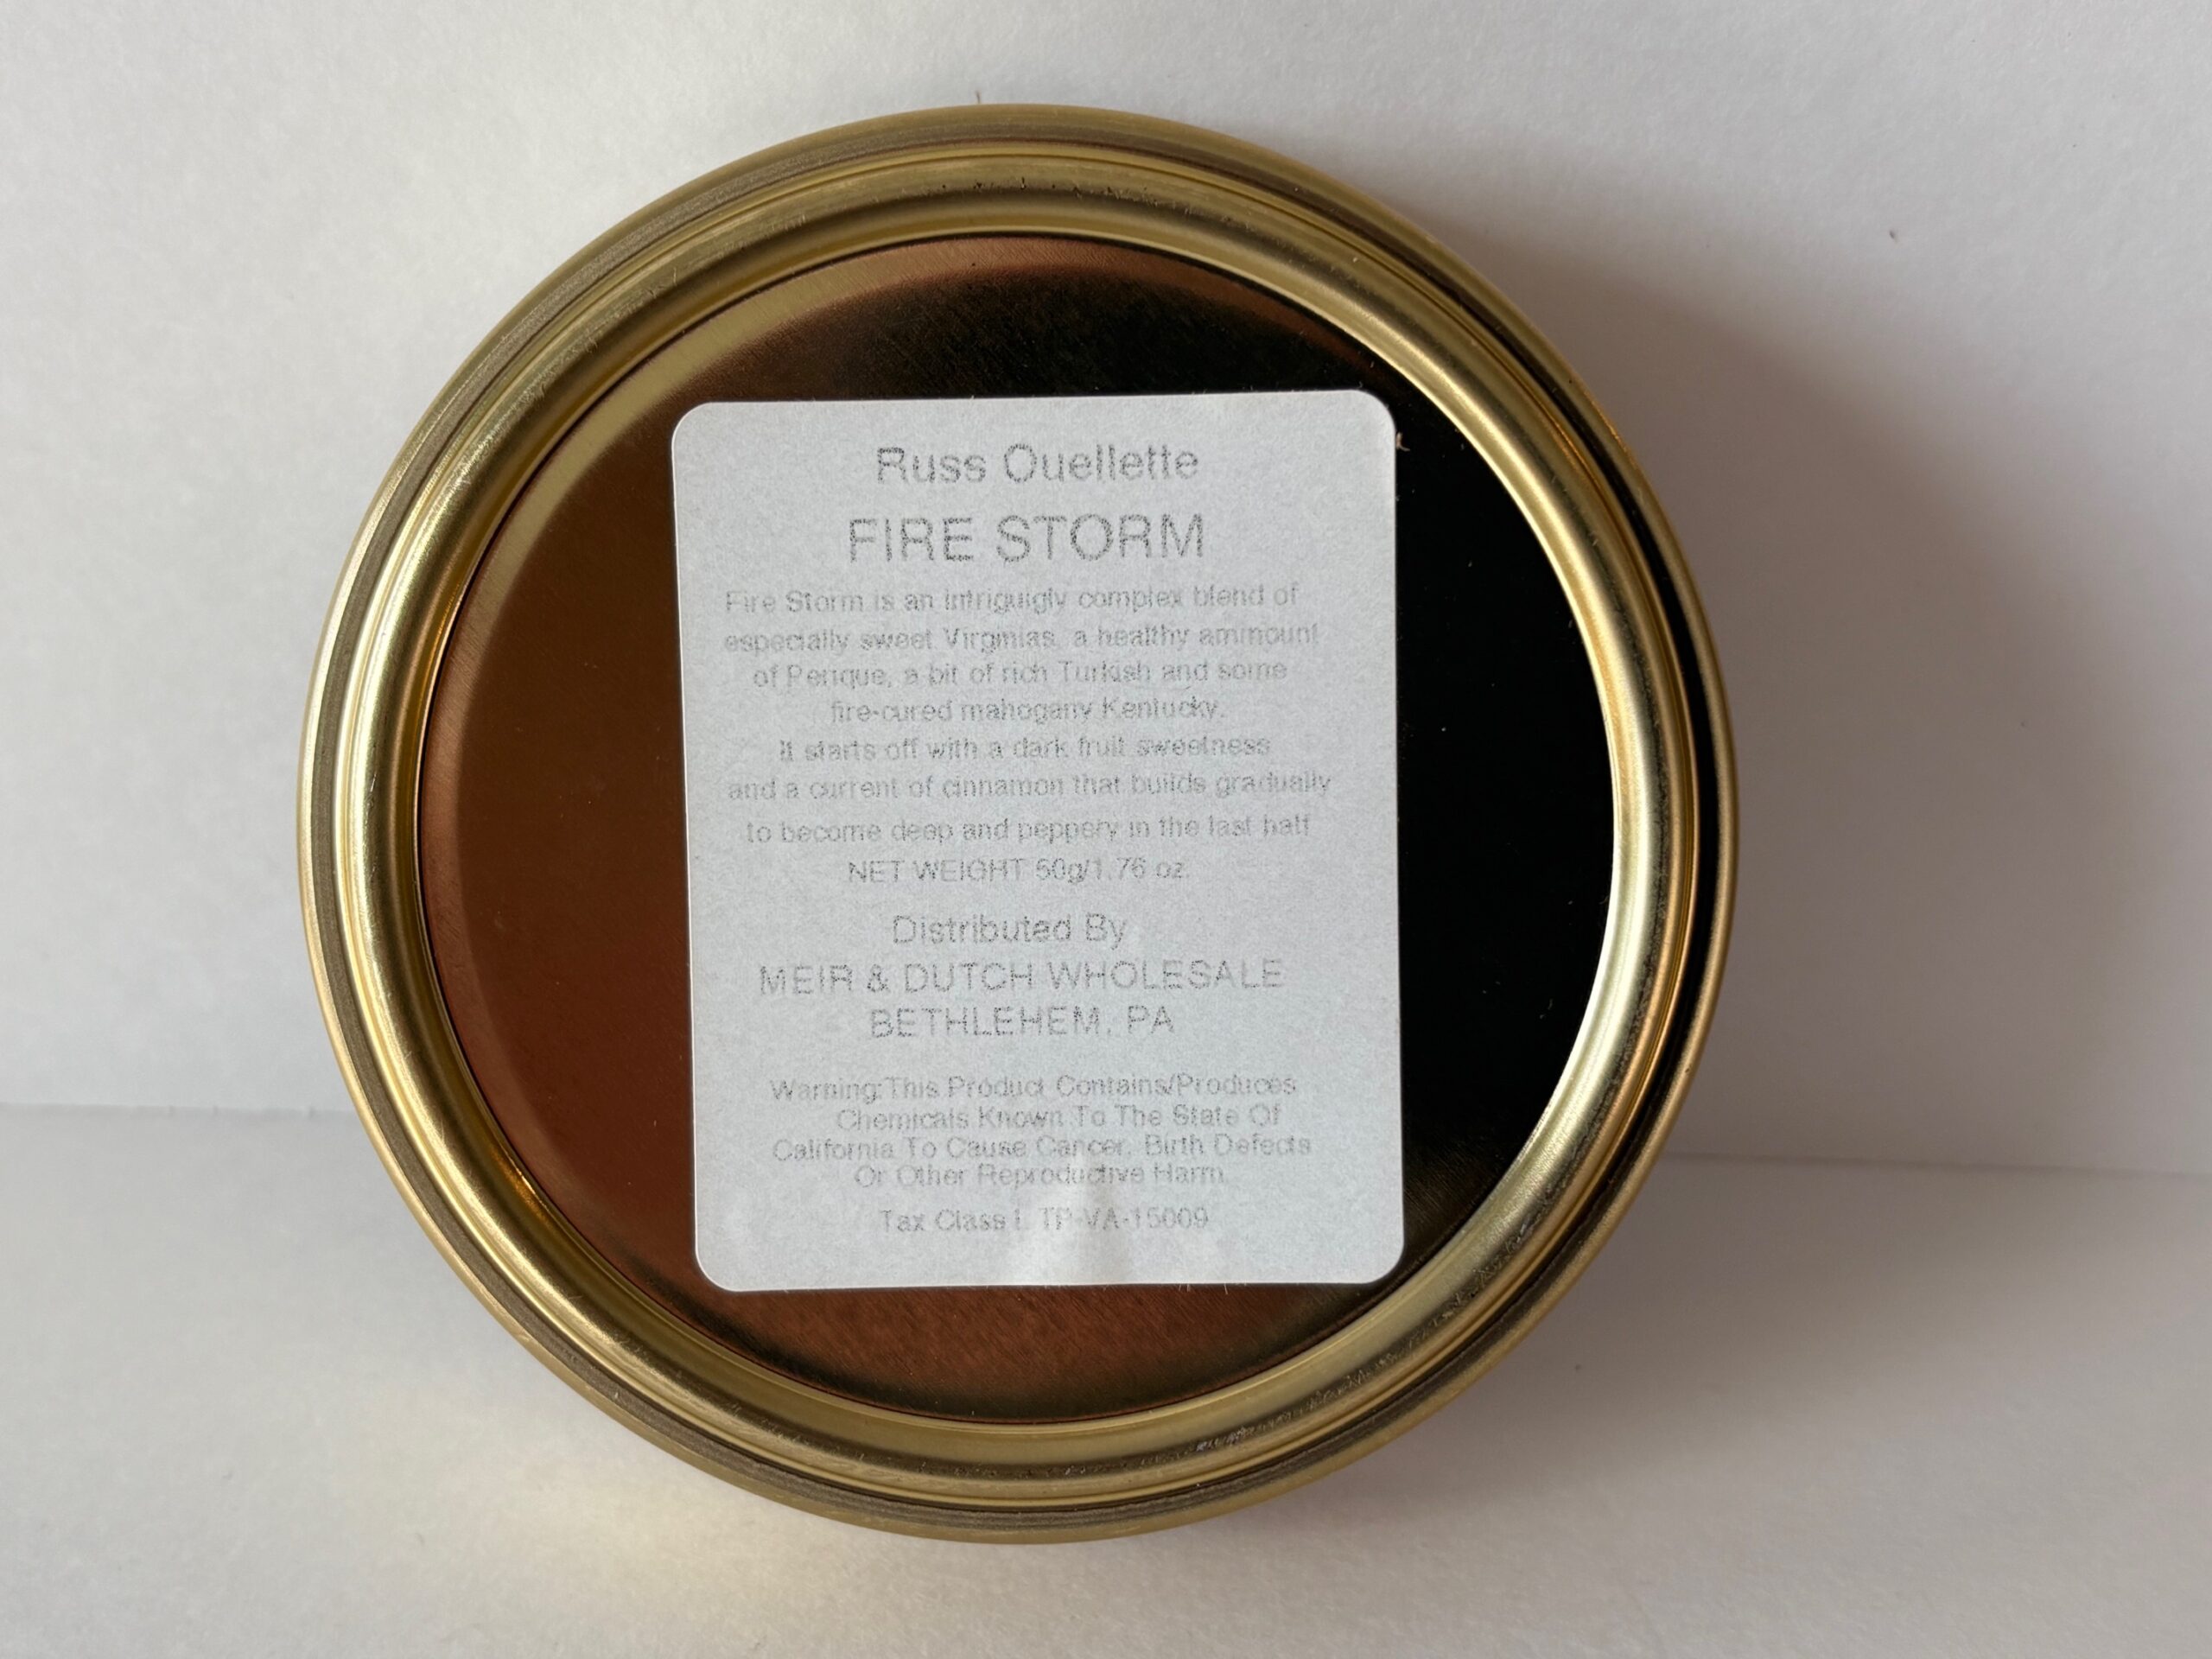 Russ Ouellette
FIRE STORM
Fire Storm is an intriguigly complex blend of
especially sweet Virginias, a healthy ammount
of Perique, a bit of rich Turkish and some
fire-cured mahogany Kentucky.
It starts off with a dark fruit sweetness
and a current of cinnamon that builds gradually
to become deep and peppery in the last half
NET WEIGHT 50g/1.76 oz.
Distributed By
MEIR & DUTCH WHOLESALE
BETHLEHEM, PA
Warning:This Product Contains/Produces
Chemicals Known To The State Of
California To Cause Cancer, Birth Defects
Or Other Reproductive Harm.
Tax Class L TP-VA-15009